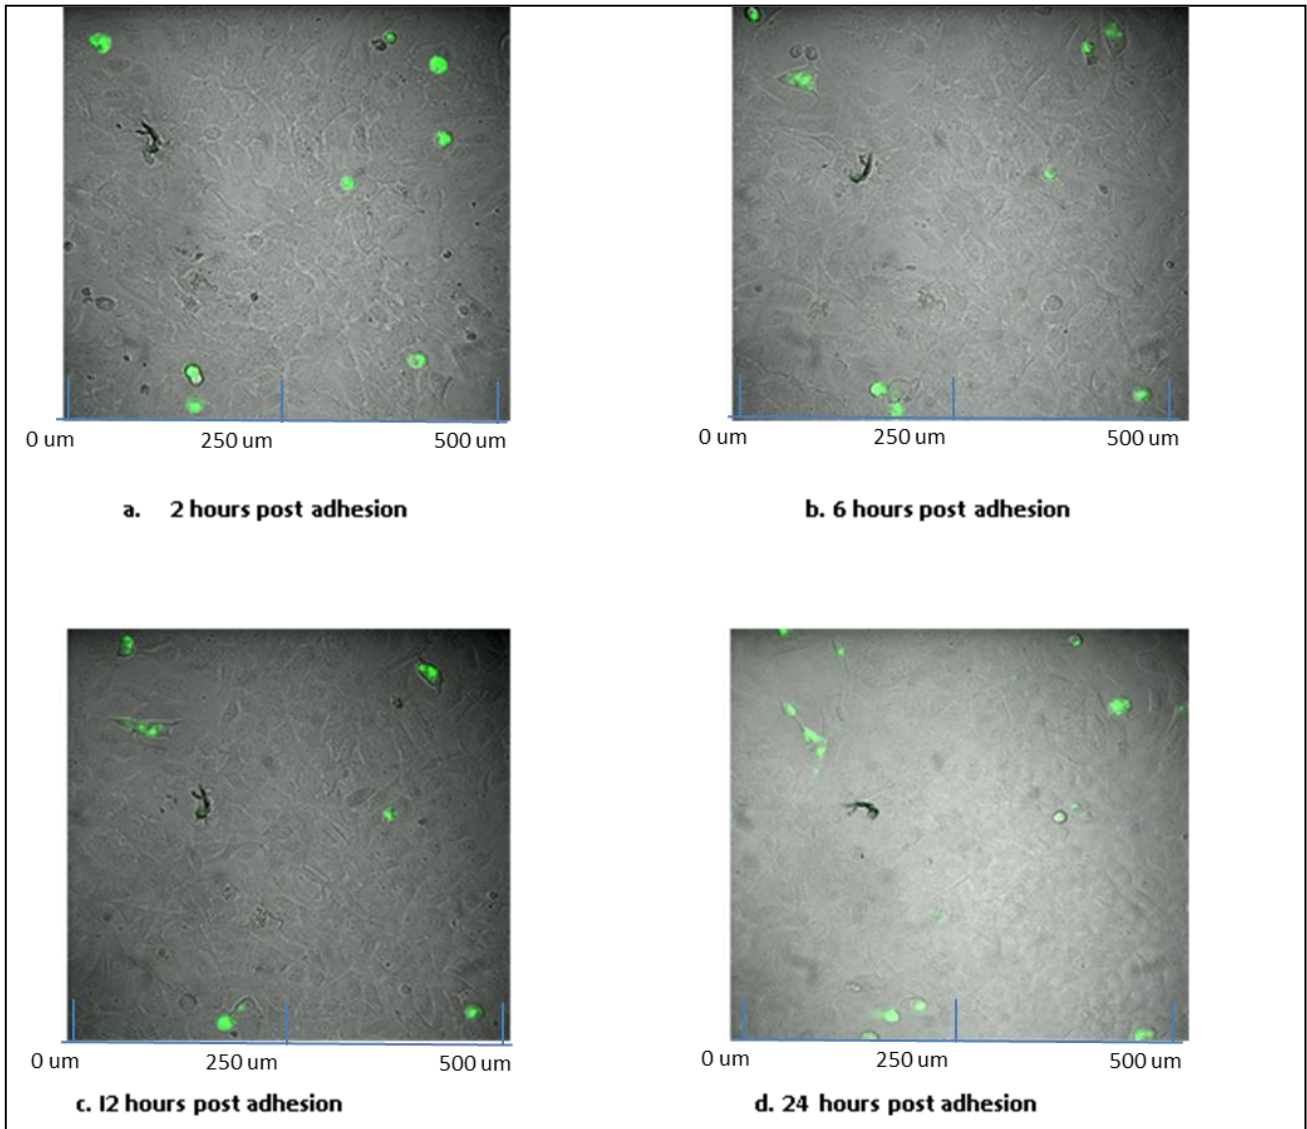 0 um 250 um 500 um
0 um 250 um 500 um
a. 2 hours post adhesion
b. 6 hours post adhesion
0 um 250 um 500 um
0 um 250 um 500 um
c. I2 hours post adhesion
d. 24 hours post adhesion